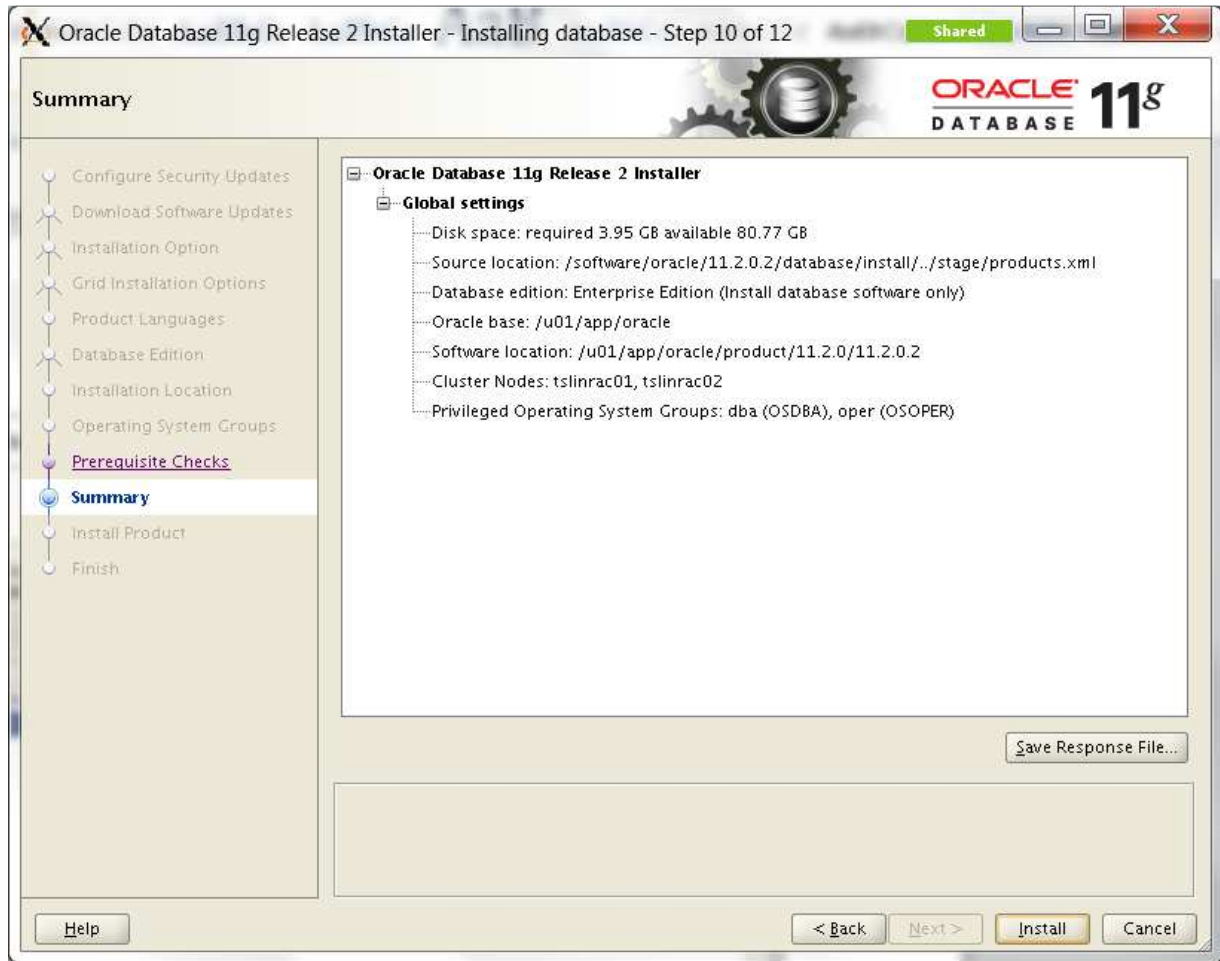 Oracle Database 11g Release 2 Installer - Installing database - Step 10 of 12
Shared
Summary
ORACLE
DATABASE
11g
Configure Security Updates
Download Software Updates
Installation Option
Grid Installation Options
Product Languages
Database Edition
Installation Location
Operating System Groups
Prerequisite Checks
Summary
Install Product
Finish
Oracle Database 11g Release 2 Installer
Global settings
Disk space: required 3.95 GB available 80.77 GB
Source location: /software/oracle/11.2.0.2/database/install/../stage/products.xml
Database edition: Enterprise Edition (Install database software only)
Oracle base: /u01/app/oracle
Software location: /u01/app/oracle/product/11.2.0/11.2.0.2
Cluster Nodes: tslinrac01, tslinrac02
Privileged Operating System Groups: dba (OSDBA), oper (OSOPER)
Save Response File...
Help
< Back
Next >
Install
Cancel